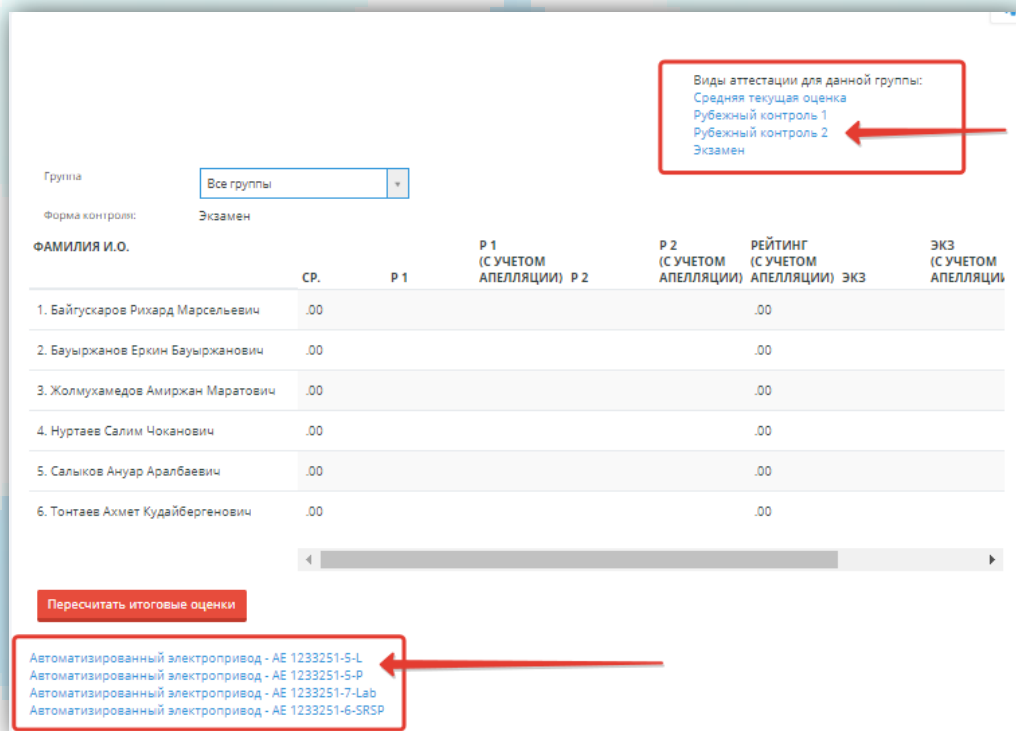 Виды аттестации для данной группы:
Средняя текущая оценка
Рубежный контроль 1
Рубежный контроль 2
Экзамен
Группа
Все группы
Форма контроля:
Экзамен
ФАМИЛИЯ И.О.
СР.
Р 1
Р 1 (С УЧЕТОМ АПЕЛЛЯЦИИ)
Р 2
Р 2 (С УЧЕТОМ АПЕЛЛЯЦИИ)
РЕЙТИНГ (С УЧЕТОМ АПЕЛЛЯЦИИ)
ЭКЗ
ЭКЗ (С УЧЕТОМ АПЕЛЛЯЦИИ
1. Байгускаров Рихард Марсельевич .00 .00
2. Бауыржанов Еркин Бауыржанович .00 .00
3. Жолмухамедов Амиржан Маратович .00 .00
4. Нуртаев Салим Чоканович .00 .00
5. Салыков Ануар Аралбаевич .00 .00
6. Тонтаев Ахмет Кудайбергенович .00 .00
Пересчитать итоговые оценки
Автоматизированный электропривод - AE 1233251-5-L
Автоматизированный электропривод - AE 1233251-5-P
Автоматизированный электропривод - AE 1233251-7-Lab
Автоматизированный электропривод - AE 1233251-6-SRSP